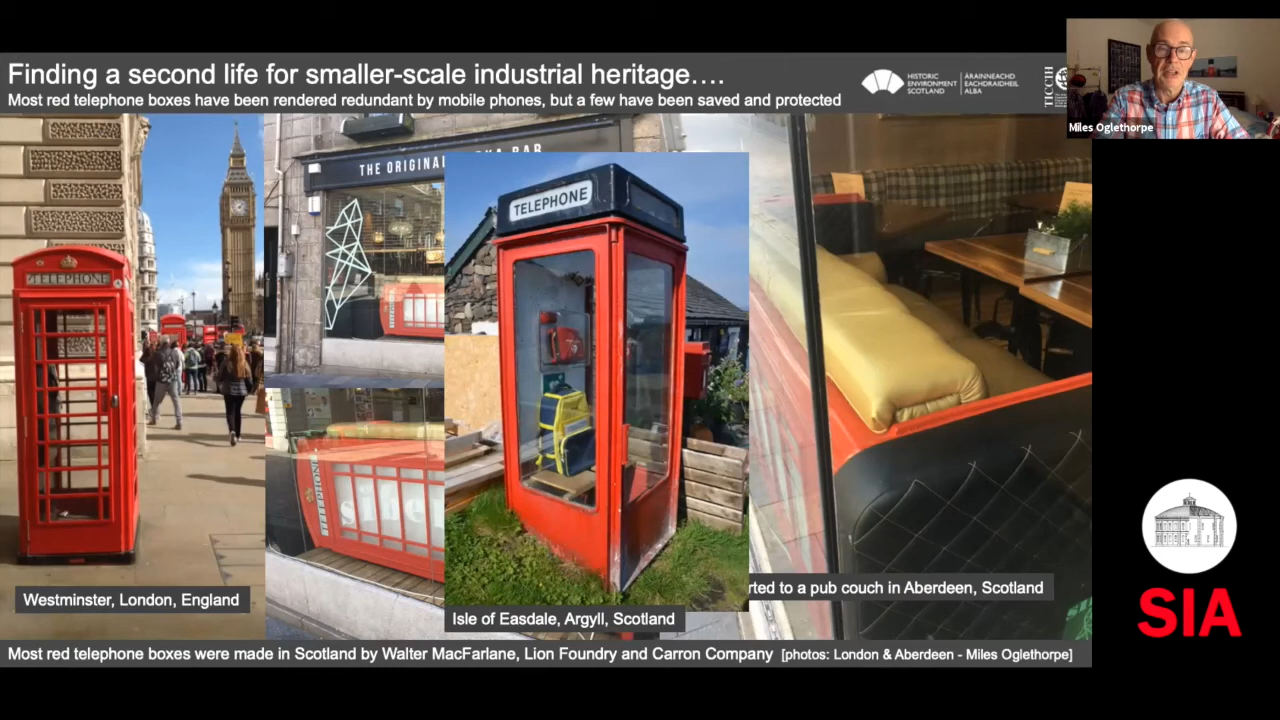 Finding a second life for smaller-scale industrial heritage….
Most red telephone boxes have been rendered redundant by mobile phones, but a few have been saved and protected
HISTORIC
ENVIRONMENT
SCOTLAND
ÀRAINNEACHD
EACHDRAIDHEIL
ALBA
TICCIH
Miles Oglethorpe
TELEPHONE
THE ORIGINAL
BAR
TELEPHONE
Westminster, London, England
Isle of Easdale, Argyll, Scotland
rted to a pub couch in Aberdeen, Scotland
SIA
Most red telephone boxes were made in Scotland by Walter MacFarlane, Lion Foundry and Carron Company [photos: London & Aberdeen - Miles Oglethorpe]